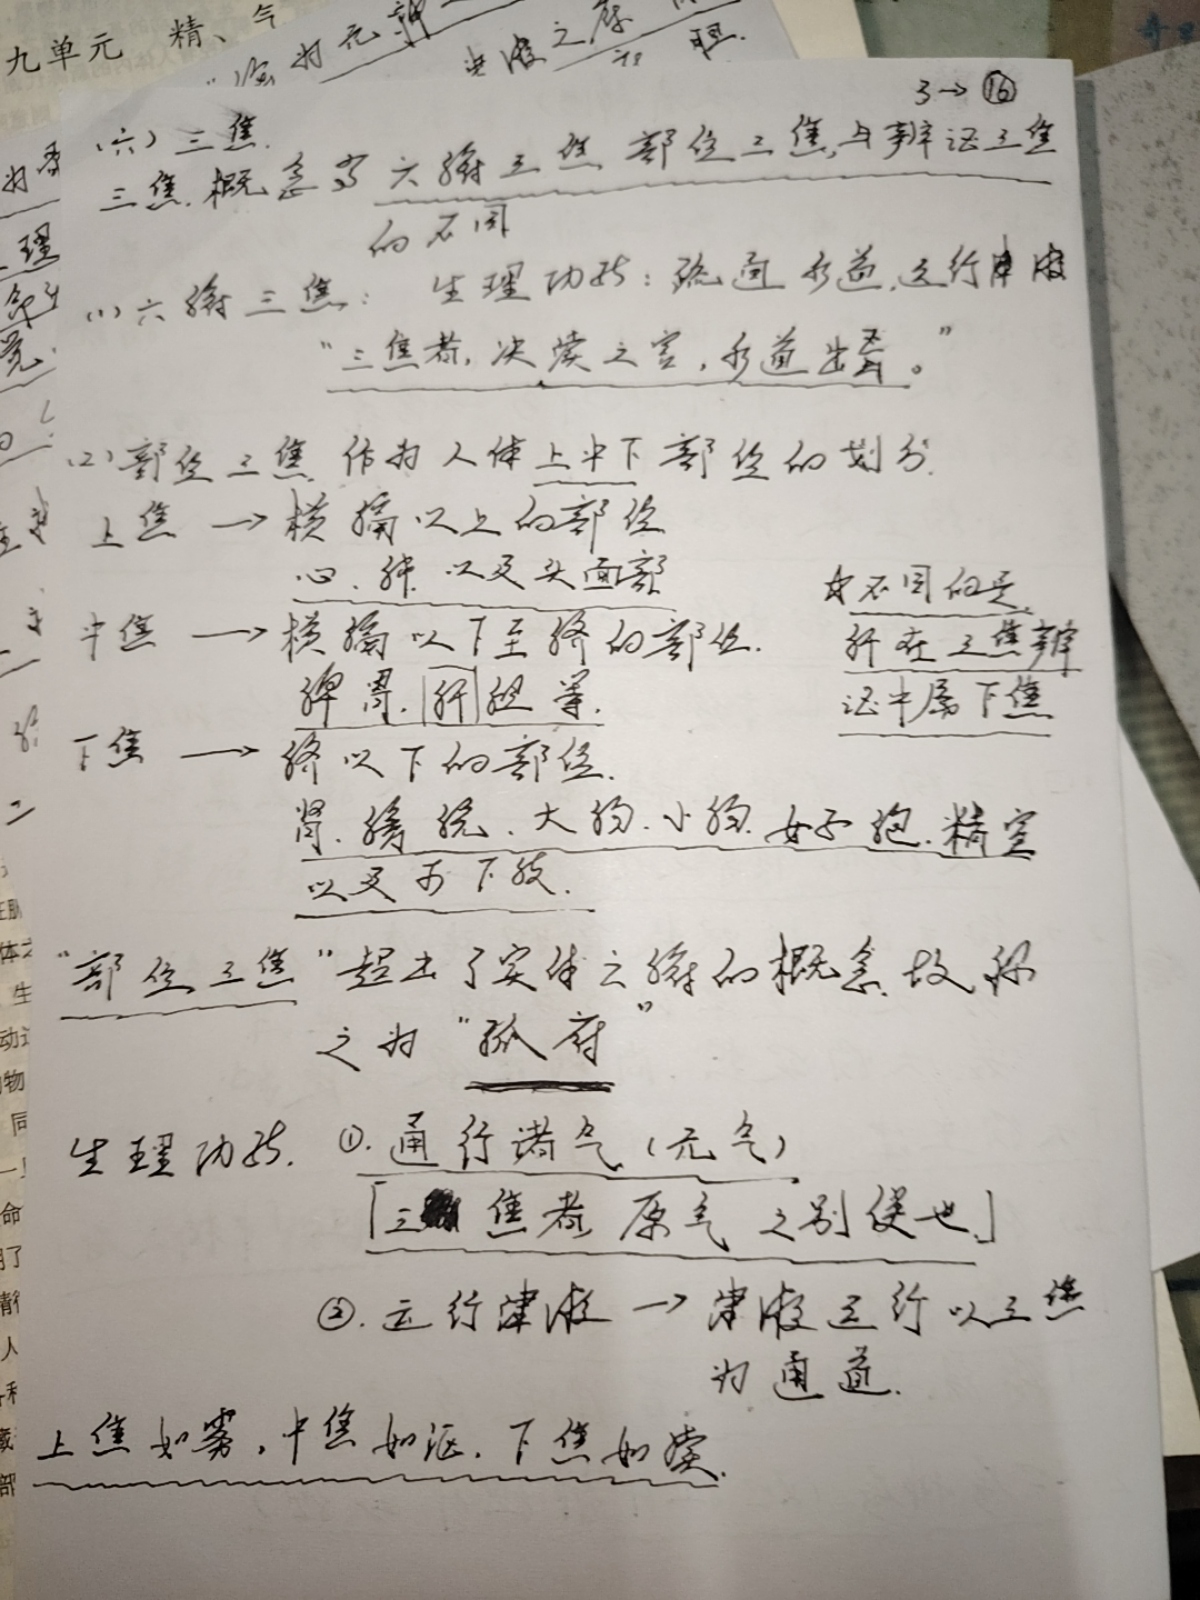 九单元 精、气
3→⑯
(六)三焦.
三焦.概念有六腑三焦 部位三焦,与辨证三焦
的不同
(1)六腑三焦: 生理功能:疏通水道,运行津液
"三焦者,决渎之官,水道出焉。"
(2)部位三焦 作为人体上中下部位的划分.
上焦 → 横膈以上的部位
心.肺 以及头面部
☆不同的是,
中焦 → 横膈以下至脐的部位.
肝在三焦辨
脾胃.肝胆等.
证中属下焦
下焦 → 脐以下的部位.
肾.膀胱.大肠.小肠.女子胞.精室
以及下肢.
"部位三焦"超出了实体六腑的概念.故称
之为"孤府"
生理功能. ①.通行诸气(元气)
「三焦者 原气之别使也.」
②.运行津液 → 津液运行以三焦
为通道.
上焦如雾,中焦如沤.下焦如渎.